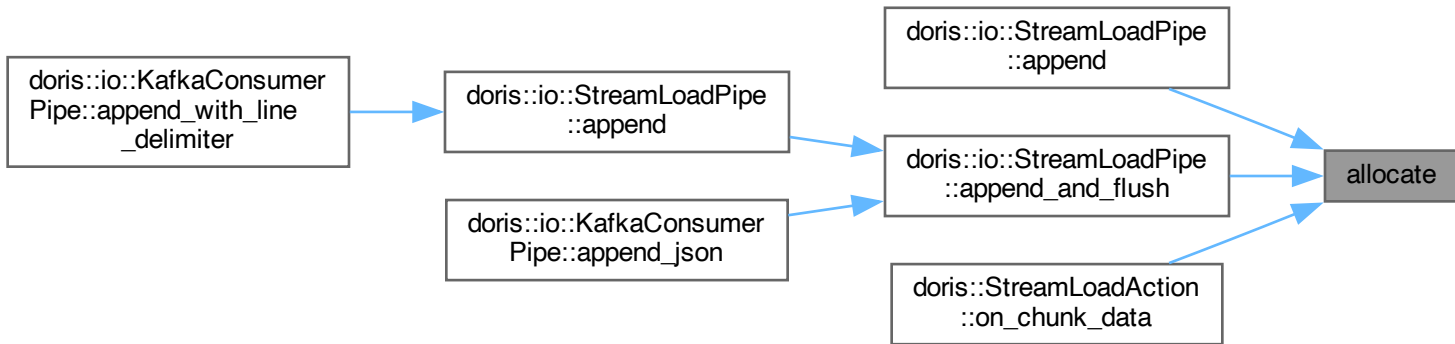 doris::io::KafkaConsumer
Pipe::append_with_line
_delimiter
doris::io::StreamLoadPipe
::append
doris::io::KafkaConsumer
Pipe::append_json
doris::io::StreamLoadPipe
::append
doris::io::StreamLoadPipe
::append_and_flush
doris::StreamLoadAction
::on_chunk_data
allocate